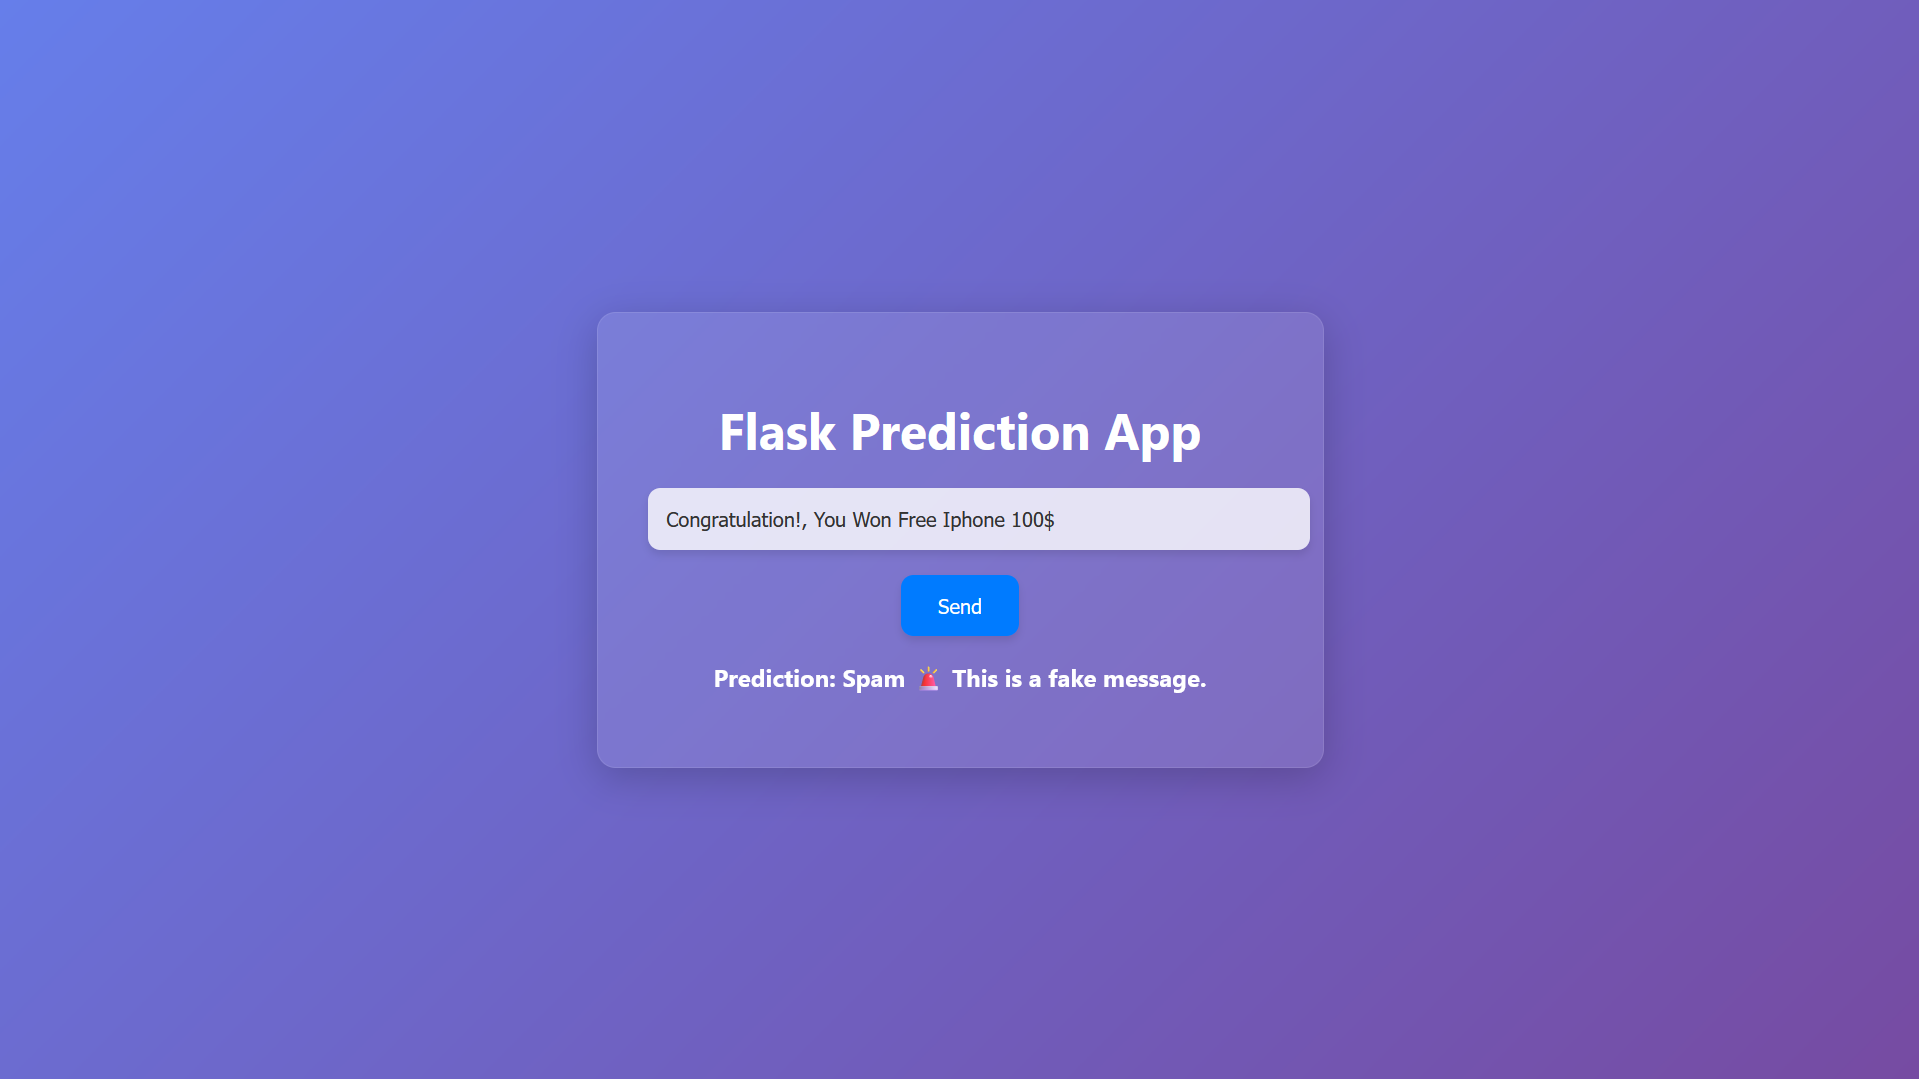 Flask Prediction App
Congratulation!, You Won Free Iphone 100$
Send
Prediction: Spam 🚨 This is a fake message.